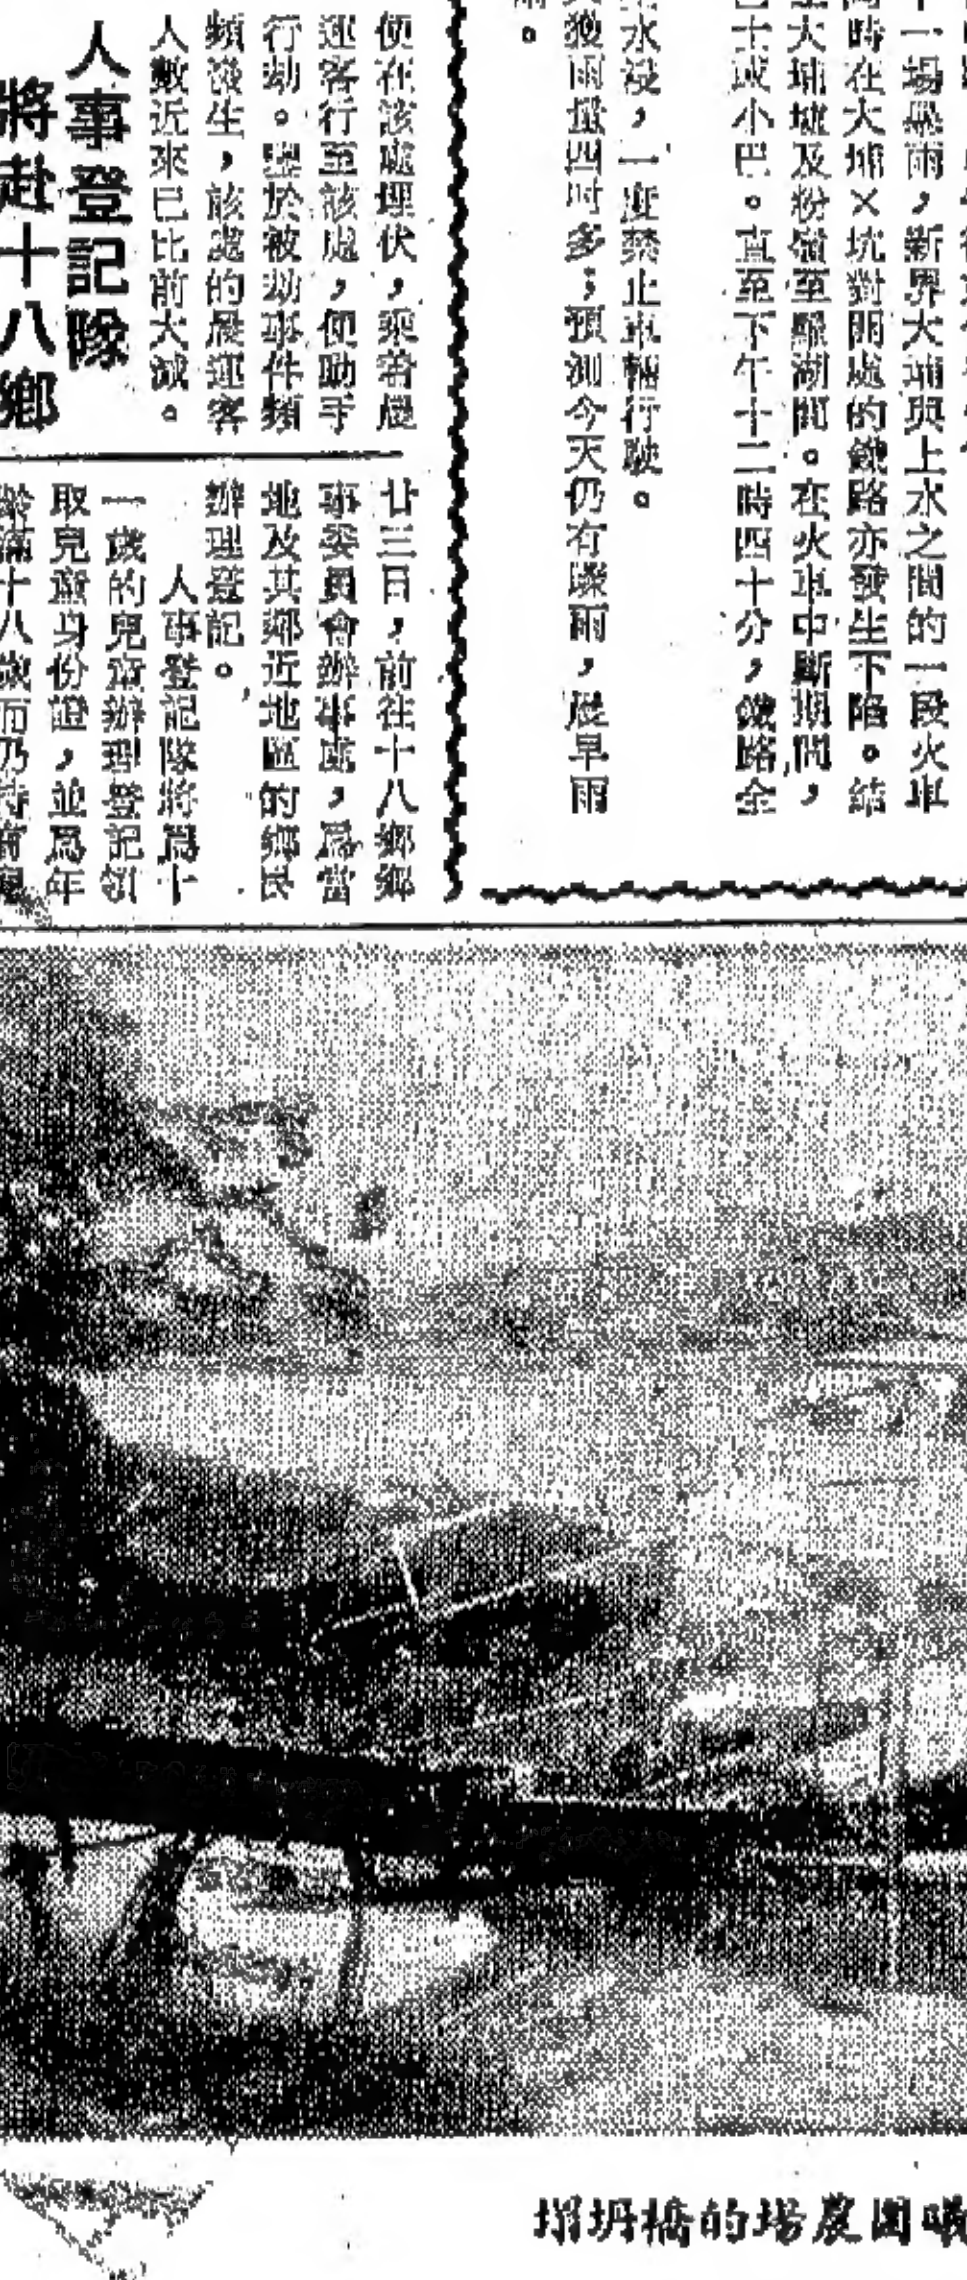 一場暴雨，新界大埔與上水之間的一段火車
時在大埔×坑對開處的鐵路亦發生下陷。結
大埔墟及粉嶺至羅湖間。在火車中斷期間，
巴士或小巴。直至下午十二時四十分，鐵路全
水浸，一度禁止車輛行駛。
獲雨量四吋多，預測今天仍有驟雨，晨早雨
。
便在該處埋伏，乘着晨
運客行至該處，便動手
行劫。鑒於被劫事件頻
頻發生，該處的晨運客
人數近來已比前大減。
人事登記隊
將赴十八鄉
廿三日，前往十八鄉鄉
事委員會辦事處，爲當
地及其鄰近地區的鄉民
辦理登記。
人事登記隊將爲十
一歲的兒童辦理登記領
取兒童身份證，並爲年
齡滿十八歲而仍持有兒
園農場的橋坍塌